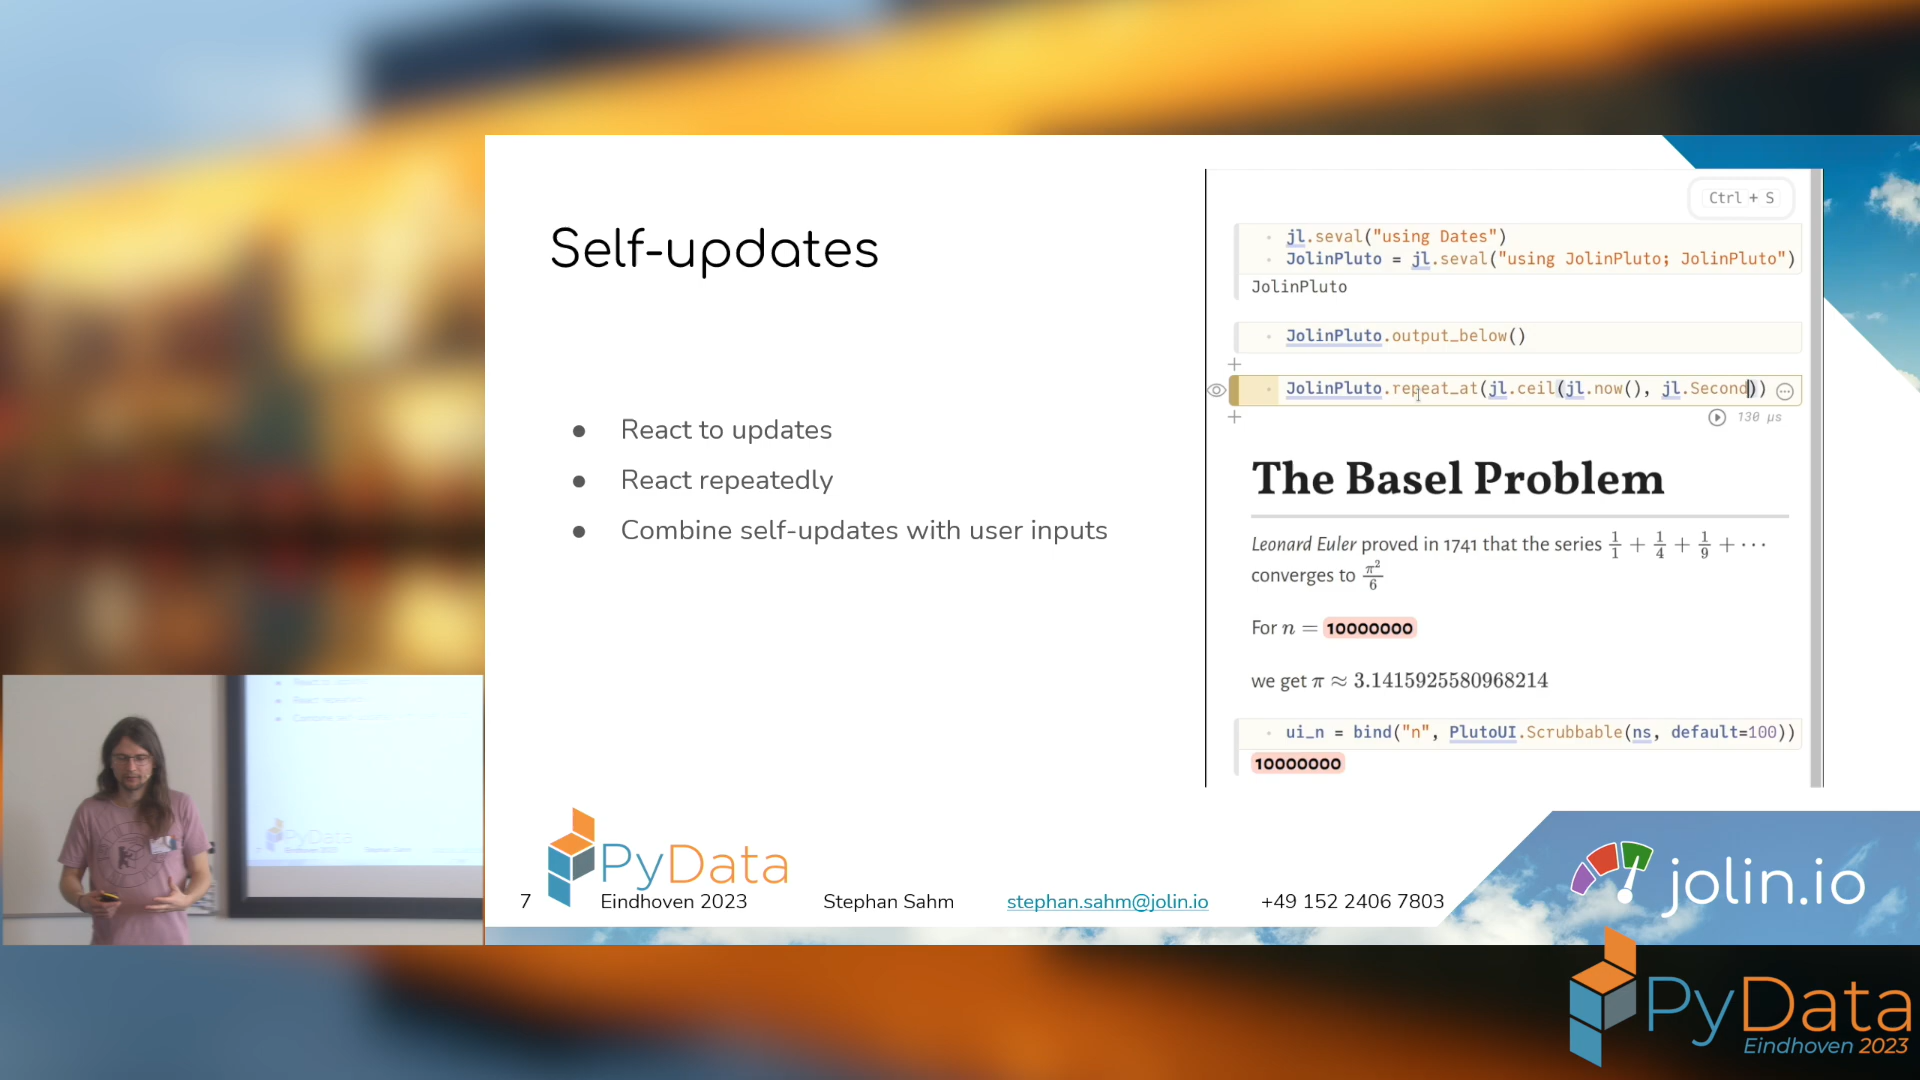 Self-updates
● React to updates
● React repeatedly
● Combine self-updates with user inputs
Ctrl + S
jl.seval("using Dates")
JolinPluto = jl.seval("using JolinPluto; JolinPluto")
JolinPluto
JolinPluto.output_below()
JolinPluto.repeat_at(jl.ceil(jl.now(), jl.Second))
130 μs
The Basel Problem
Leonard Euler proved in 1741 that the series 1/1 + 1/4 + 1/9 + ···
converges to π²/6
For n = 10000000
we get π ≈ 3.1415925580968214
ui_n = bind("n", PlutoUI.Scrubbable(ns, default=100))
10000000
PyData
7 Eindhoven 2023 Stephan Sahm stephan.sahm@jolin.io +49 152 2406 7803
jolin.io
PyData
Eindhoven 2023